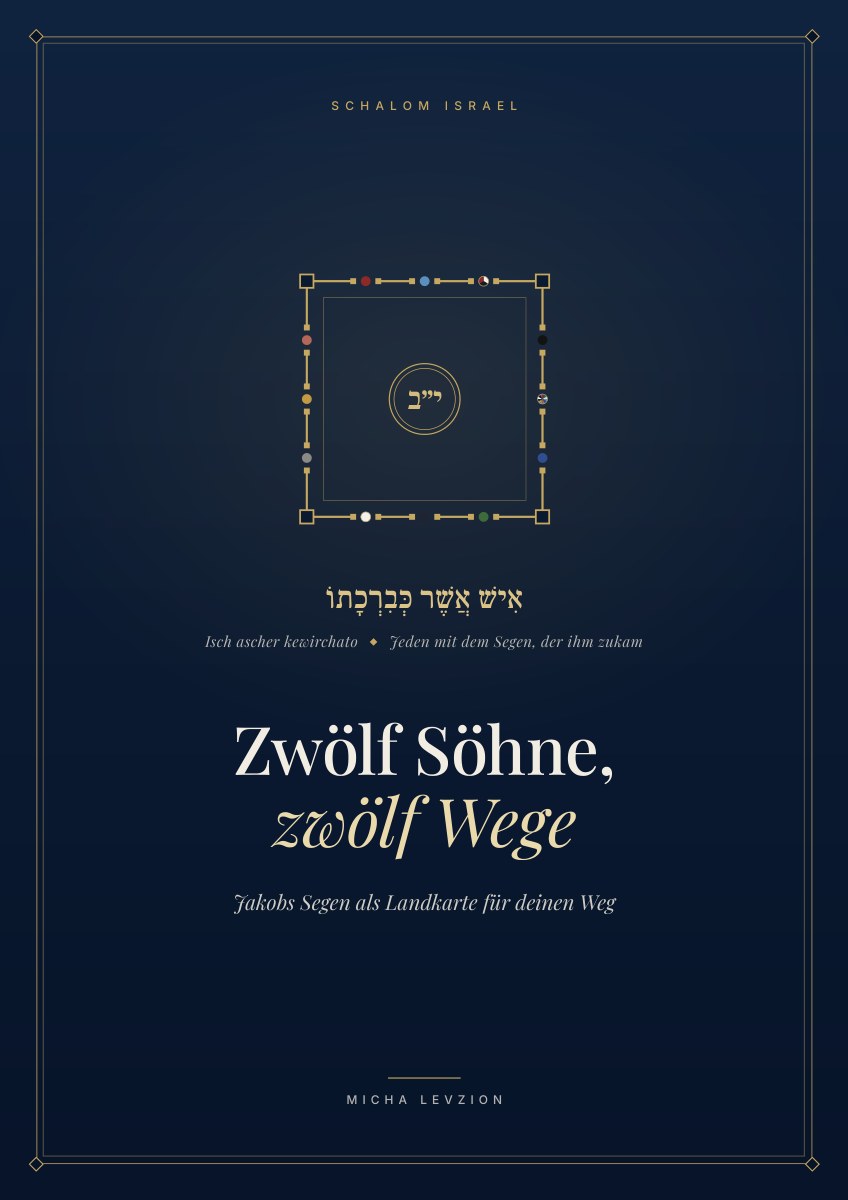 SCHALOM ISRAEL
י״ב
אִישׁ אֲשֶׁר כְּבִרְכָתוֹ
Isch ascher kewirchato ◆ Jeden mit dem Segen, der ihm zukam
Zwölf Söhne,
zwölf Wege
Jakobs Segen als Landkarte für deinen Weg
MICHA LEVZION